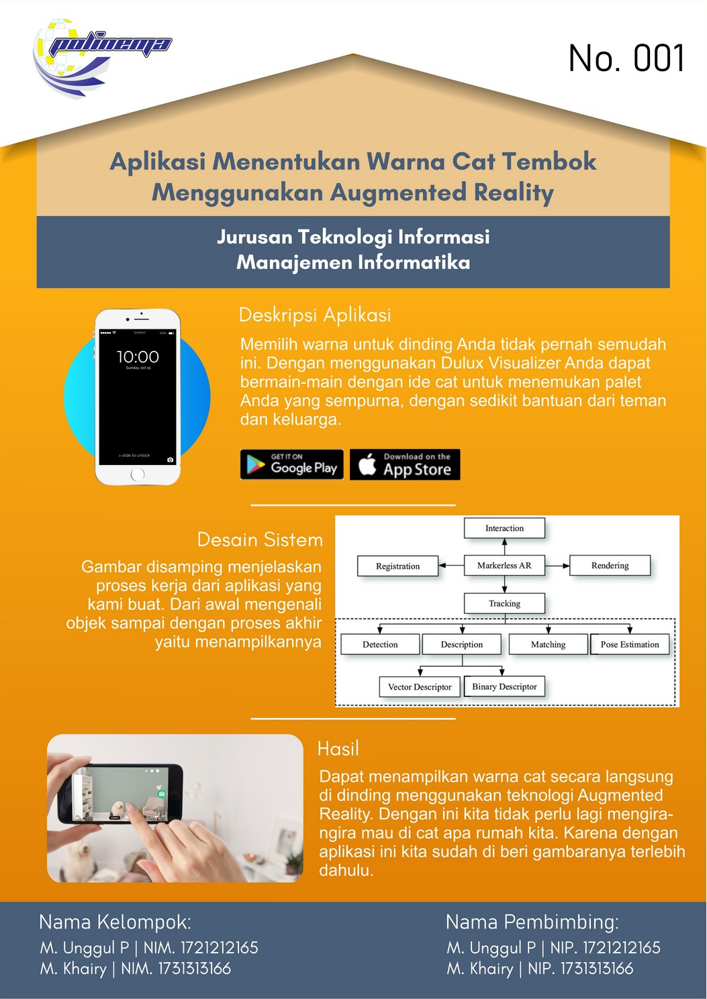 polinema
No. 001
Aplikasi Menentukan Warna Cat Tembok
Menggunakan Augmented Reality
Jurusan Teknologi Informasi
Manajemen Informatika
12:40AM
100%
10:00
Sunday, oct 15
> slide to unlock
Deskripsi Aplikasi
Memilih warna untuk dinding Anda tidak pernah semudah
ini. Dengan menggunakan Dulux Visualizer Anda dapat
bermain-main dengan ide cat untuk menemukan palet
Anda yang sempurna, dengan sedikit bantuan dari teman
dan keluarga.
GET IT ON
Google Play
Download on the
App Store
Desain Sistem
Gambar disamping menjelaskan
proses kerja dari aplikasi yang
kami buat. Dari awal mengenali
objek sampai dengan proses akhir
yaitu menampilkannya
Interaction
Registration
Markerless AR
Rendering
Tracking
Detection
Description
Matching
Pose Estimation
Vector Descriptor
Binary Descriptor
Hasil
Dapat menampilkan warna cat secara langsung
di dinding menggunakan teknologi Augmented
Reality. Dengan ini kita tidak perlu lagi mengira-
ngira mau di cat apa rumah kita. Karena dengan
aplikasi ini kita sudah di beri gambaranya terlebih
dahulu.
Nama Kelompok:
M. Unggul P | NIM. 1721212165
M. Khairy | NIM. 1731313166
Nama Pembimbing:
M. Unggul P | NIP. 1721212165
M. Khairy | NIP. 1731313166